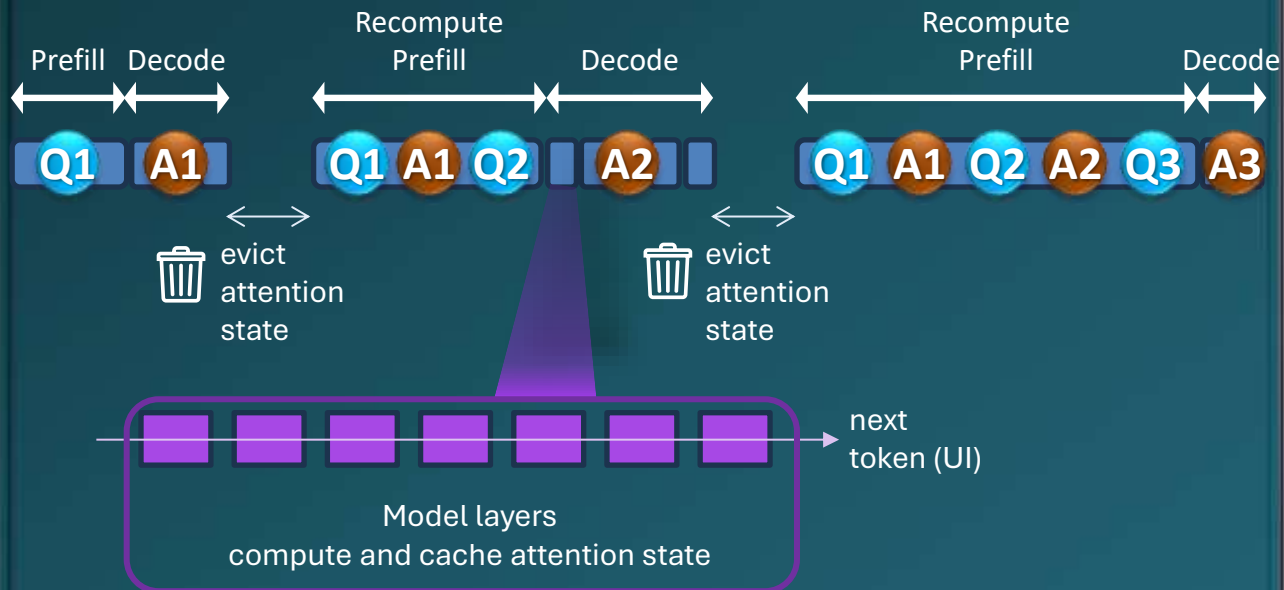 Prefill
Decode
Recompute
Prefill
Decode
Recompute
Prefill
Decode
Q1
A1
Q1
A1
Q2
A2
Q1
A1
Q2
A2
Q3
A3
evict
attention
state
evict
attention
state
next
token (UI)
Model layers
compute and cache attention state